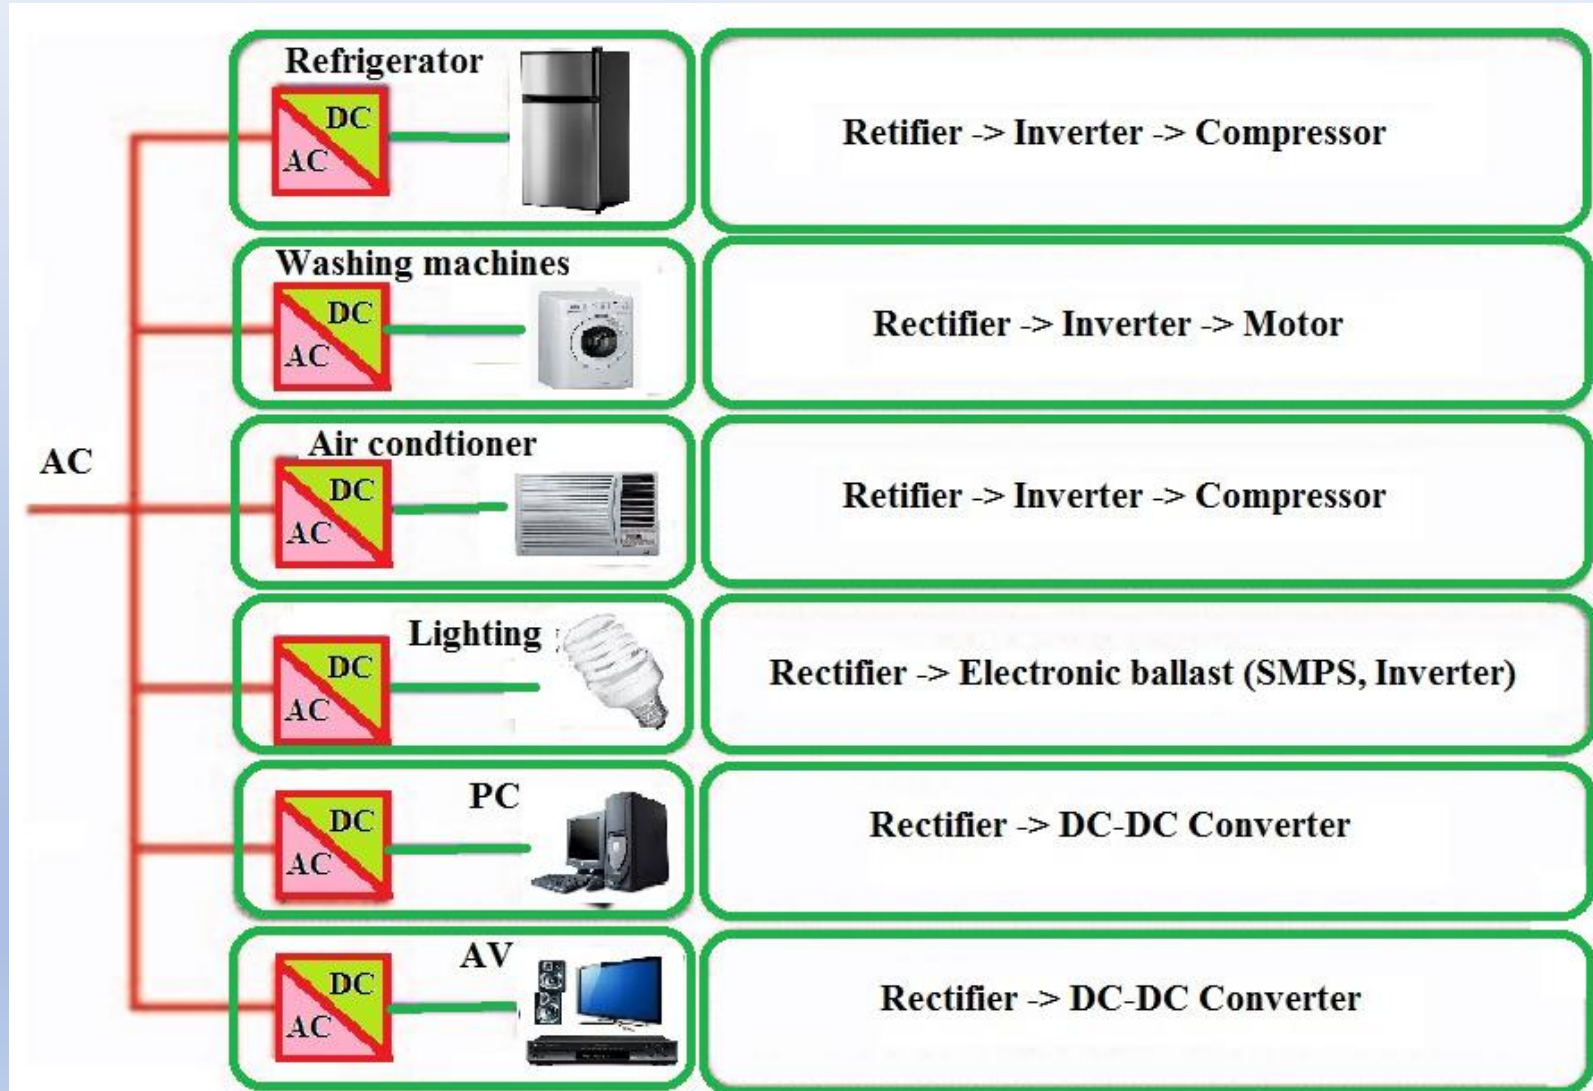 Refrigerator
DC
AC
Retifier -> Inverter -> Compressor
Washing machines
DC
AC
Rectifier -> Inverter -> Motor
AC
Air condtioner
DC
AC
Retifier -> Inverter -> Compressor
Lighting
DC
AC
Rectifier -> Electronic ballast (SMPS, Inverter)
PC
DC
AC
Rectifier -> DC-DC Converter
AV
DC
AC
Rectifier -> DC-DC Converter